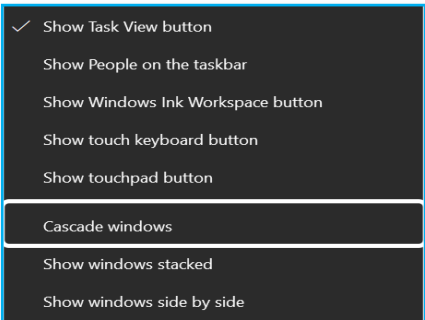 Show Task View button
Show People on the taskbar
Show Windows Ink Workspace button
Show touch keyboard button
Show touchpad button
Cascade windows
Show windows stacked
Show windows side by side